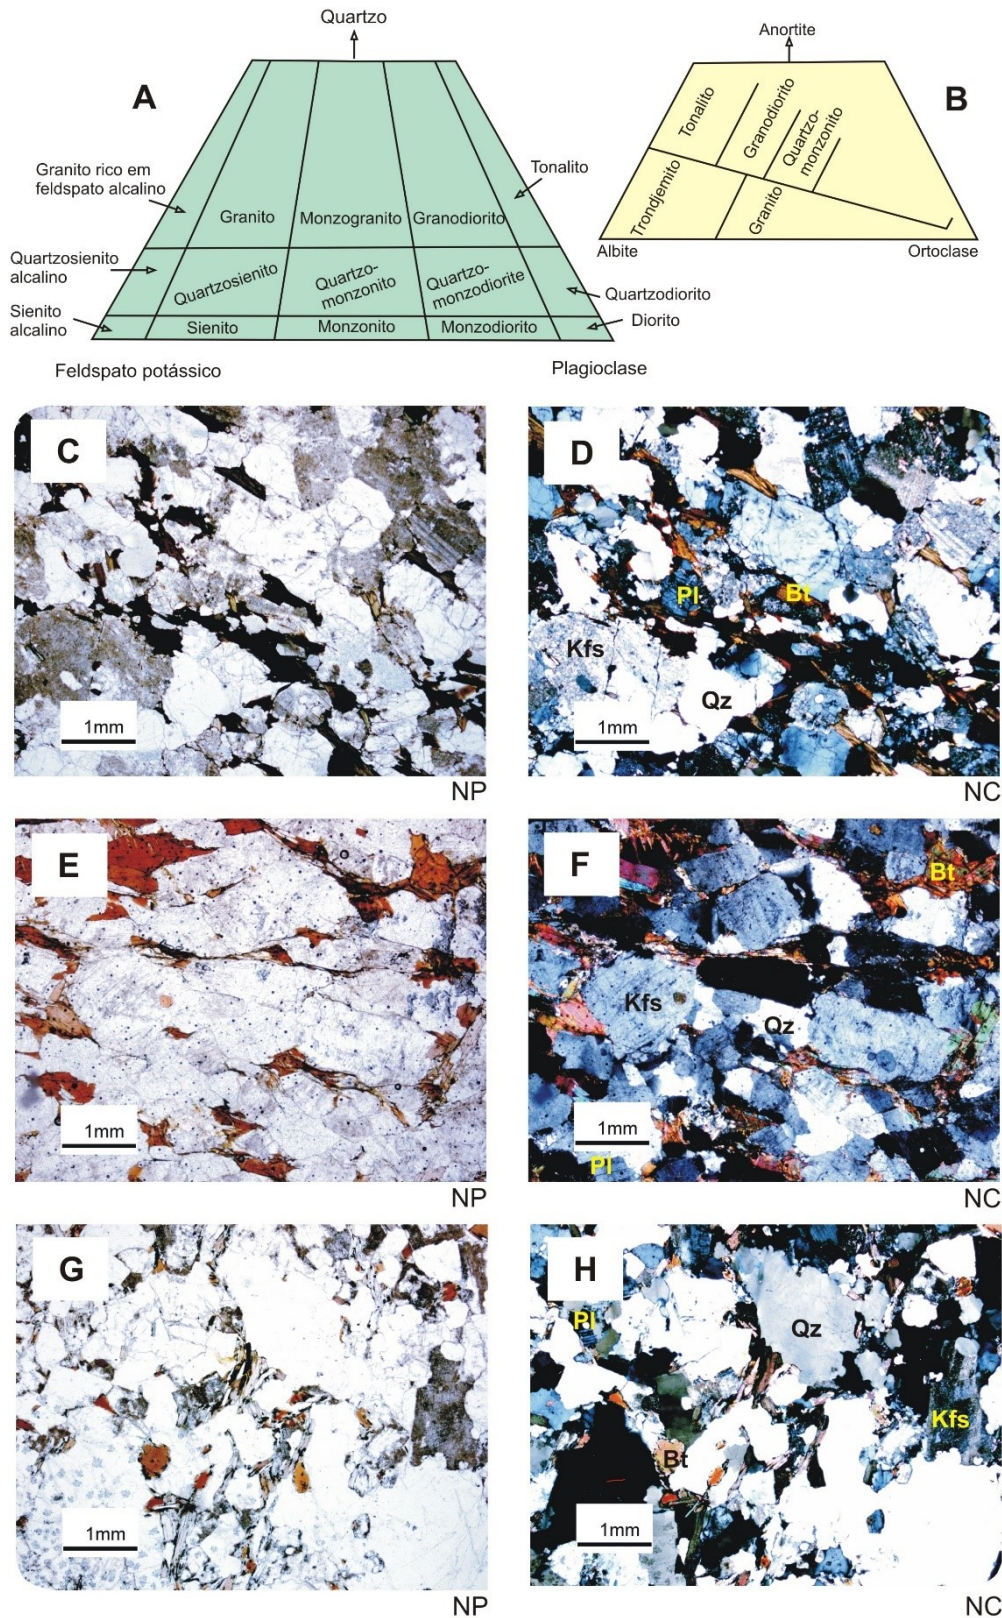 Quartzo
A
Granito rico em
feldspato alcalino
Tonalito
Granito
Monzogranito
Granodiorito
Quartzosienito
alcalino
Quartzosienito
Quartzo-
monzonito
Quartzo-
monzodiorite
Quartzodiorito
Sienito
alcalino
Sienito
Monzonito
Monzodiorito
Diorito
Feldspato potássico
Plagioclase
Anortite
B
Tonalito
Granodiorito
Quartzo-
monzonito
Trondjemito
Granito
Albite
Ortoclase
C
1mm
NP
D
Pl
Bt
Kfs
Qz
1mm
NC
E
1mm
NP
F
Bt
Kfs
Qz
1mm
Pl
NC
G
1mm
NP
H
Pl
Qz
Kfs
Bt
1mm
NC